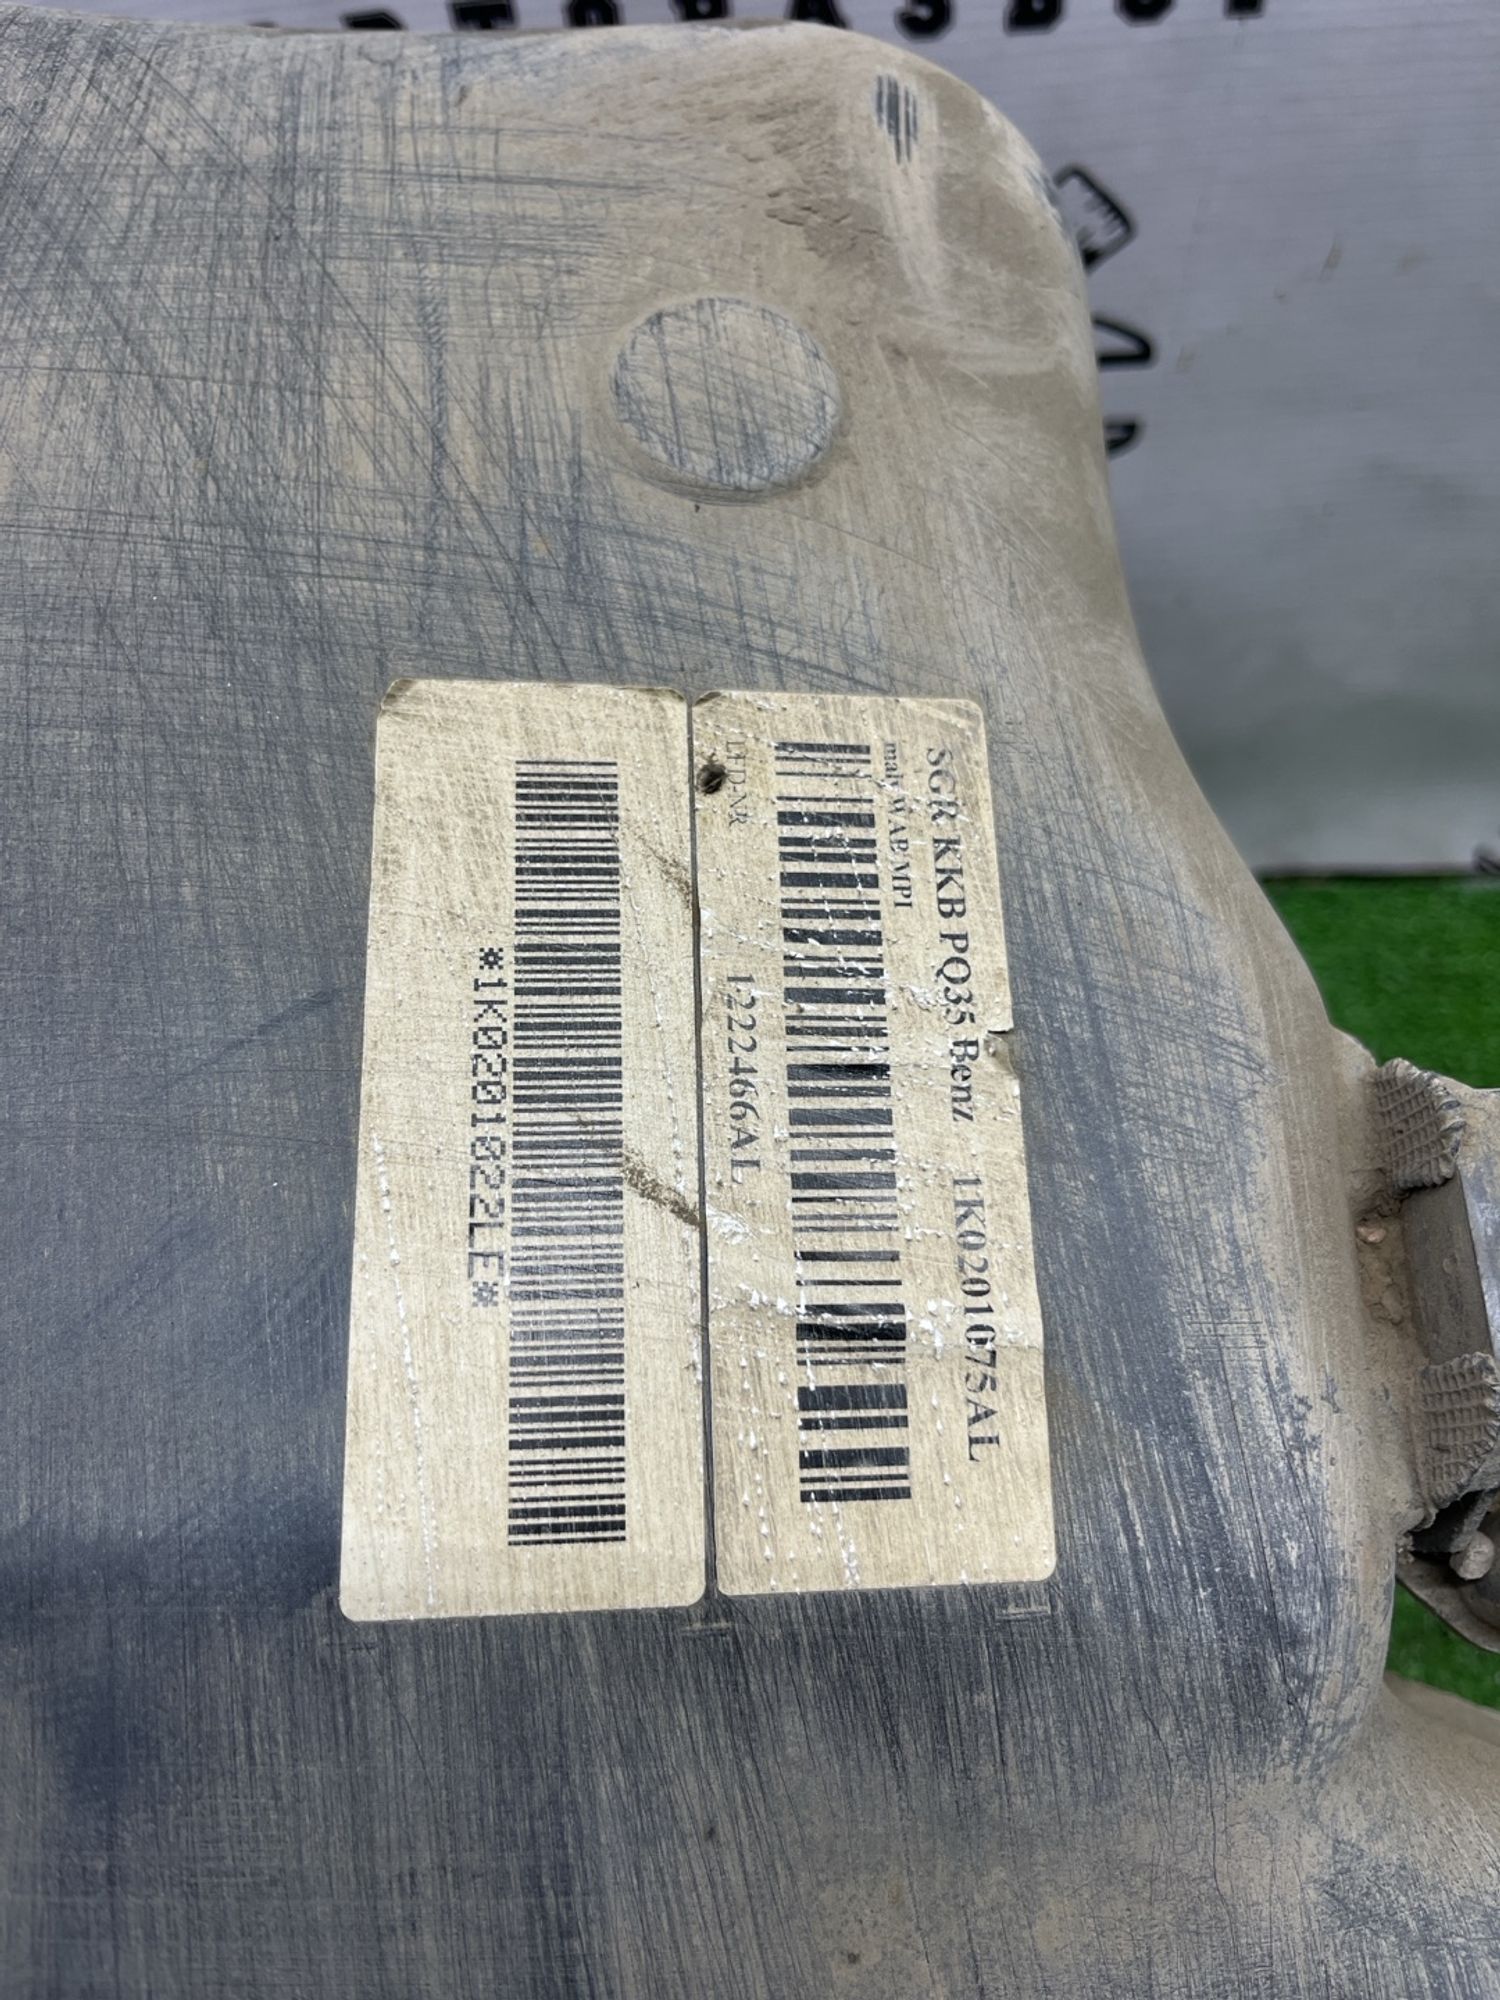 SGR KKB PQ35 Benz 1K0201075AL
LFD-NR 1222466AL
*1K0201022LE*